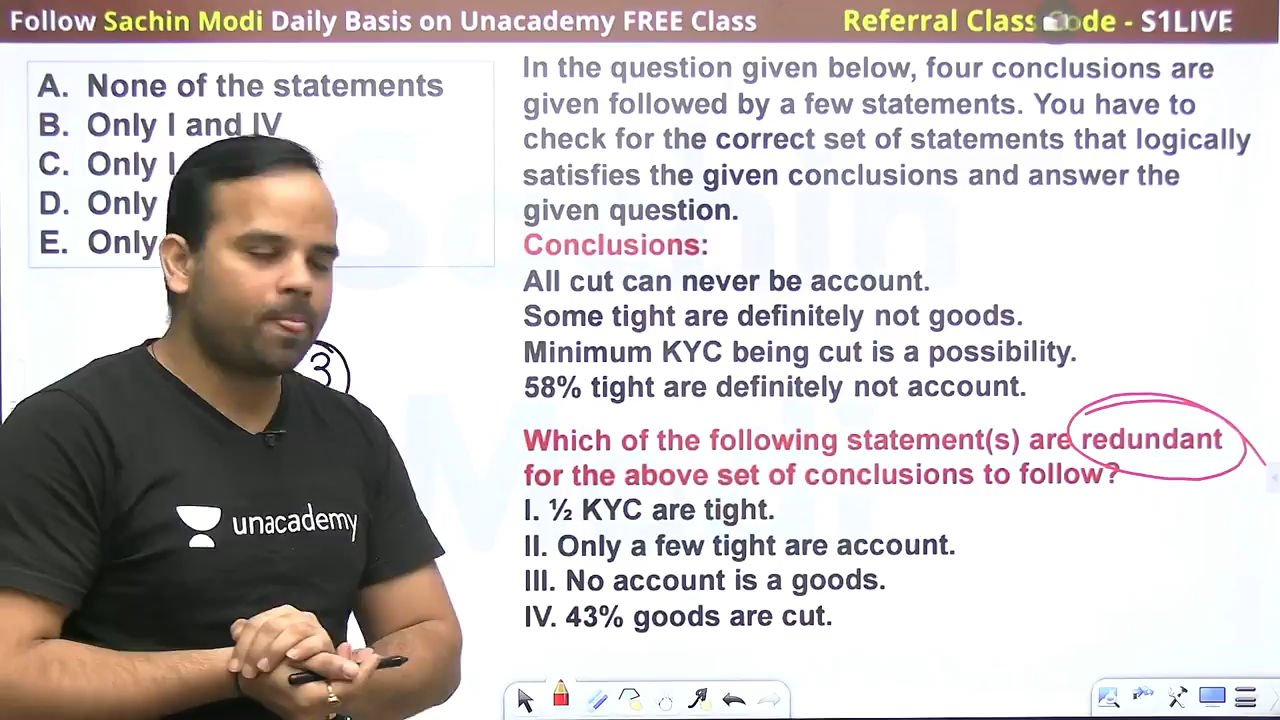 Follow Sachin Modi Daily Basis on Unacademy FREE Class
Referral Class Code - S1LIVE
A. None of the statements
B. Only I and IV
C. Only I
D. Only
E. Only
3
unacademy
In the question given below, four conclusions are
given followed by a few statements. You have to
check for the correct set of statements that logically
satisfies the given conclusions and answer the
given question.
Conclusions:
All cut can never be account.
Some tight are definitely not goods.
Minimum KYC being cut is a possibility.
58% tight are definitely not account.
Which of the following statement(s) are redundant
for the above set of conclusions to follow?
I. ½ KYC are tight.
II. Only a few tight are account.
III. No account is a goods.
IV. 43% goods are cut.